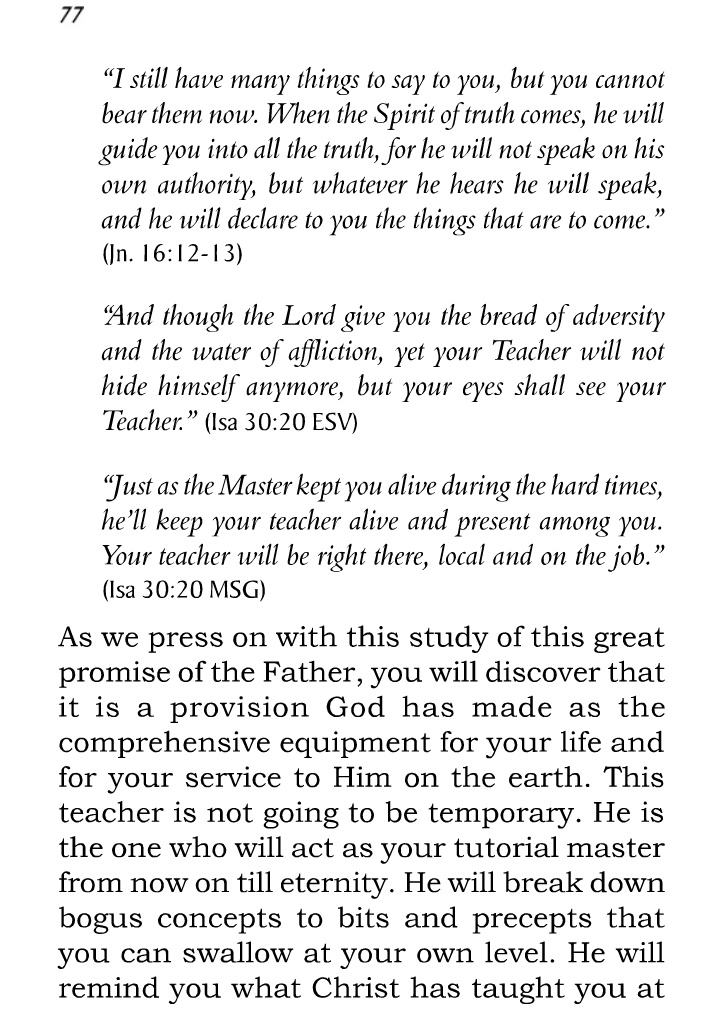 77
“I still have many things to say to you, but you cannot
bear them now. When the Spirit of truth comes, he will
guide you into all the truth, for he will not speak on his
own authority, but whatever he hears he will speak,
and he will declare to you the things that are to come.”
(Jn. 16:12-13)
“And though the Lord give you the bread of adversity
and the water of affliction, yet your Teacher will not
hide himself anymore, but your eyes shall see your
Teacher.” (Isa 30:20 ESV)
“Just as the Master kept you alive during the hard times,
he’ll keep your teacher alive and present among you.
Your teacher will be right there, local and on the job.”
(Isa 30:20 MSG)
As we press on with this study of this great
promise of the Father, you will discover that
it is a provision God has made as the
comprehensive equipment for your life and
for your service to Him on the earth. This
teacher is not going to be temporary. He is
the one who will act as your tutorial master
from now on till eternity. He will break down
bogus concepts to bits and precepts that
you can swallow at your own level. He will
remind you what Christ has taught you at